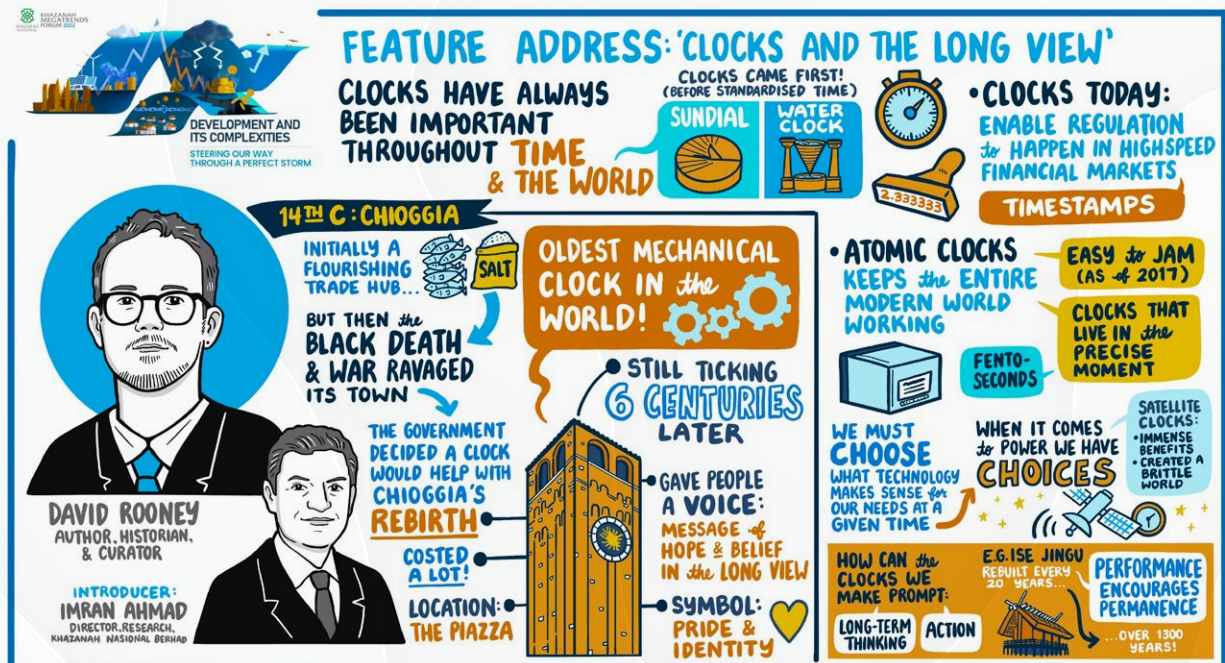 KHAZANAH
MEGATRENDS
FORUM 2022
KHAZANAH
NASIONAL
DEVELOPMENT AND
ITS COMPLEXITIES
STEERING OUR WAY
THROUGH A PERFECT STORM
FEATURE ADDRESS: 'CLOCKS AND THE LONG VIEW'
CLOCKS HAVE ALWAYS
BEEN IMPORTANT
THROUGHOUT TIME
& THE WORLD
CLOCKS CAME FIRST!
(BEFORE STANDARDISED TIME)
SUNDIAL
WATER
CLOCK
2.333333
• CLOCKS TODAY:
ENABLE REGULATION
to HAPPEN IN HIGHSPEED
FINANCIAL MARKETS
TIMESTAMPS
DAVID ROONEY
AUTHOR, HISTORIAN,
& CURATOR
INTRODUCER:
IMRAN AHMAD
DIRECTOR, RESEARCH,
KHAZANAH NASIONAL BERHAD
14TH C: CHIOGGIA
INITIALLY A
FLOURISHING
TRADE HUB...
SALT
BUT THEN the
BLACK DEATH
& WAR RAVAGED
ITS TOWN
THE GOVERNMENT
DECIDED A CLOCK
WOULD HELP WITH
CHIOGGIA'S
REBIRTH
COSTED
A LOT!
LOCATION:
THE PIAZZA
OLDEST MECHANICAL
CLOCK IN the
WORLD!
STILL TICKING
6 CENTURIES
LATER
GAVE PEOPLE
A VOICE:
MESSAGE of
HOPE & BELIEF
IN the LONG VIEW
SYMBOL:
PRIDE &
IDENTITY
• ATOMIC CLOCKS
KEEPS the ENTIRE
MODERN WORLD
WORKING
EASY to JAM
(AS of 2017)
CLOCKS THAT
LIVE IN the
PRECISE
MOMENT
FENTO-
SECONDS
WE MUST
CHOOSE
WHAT TECHNOLOGY
MAKES SENSE for
OUR NEEDS AT A
GIVEN TIME
WHEN IT COMES
to POWER WE HAVE
CHOICES
SATELLITE
CLOCKS:
• IMMENSE
BENEFITS
• CREATED A
BRITTLE
WORLD
HOW CAN the
CLOCKS WE
MAKE PROMPT:
LONG-TERM
THINKING
ACTION
E.G. ISE JINGU
REBUILT EVERY
20 YEARS...
PERFORMANCE
ENCOURAGES
PERMANENCE
...OVER 1300
YEARS!